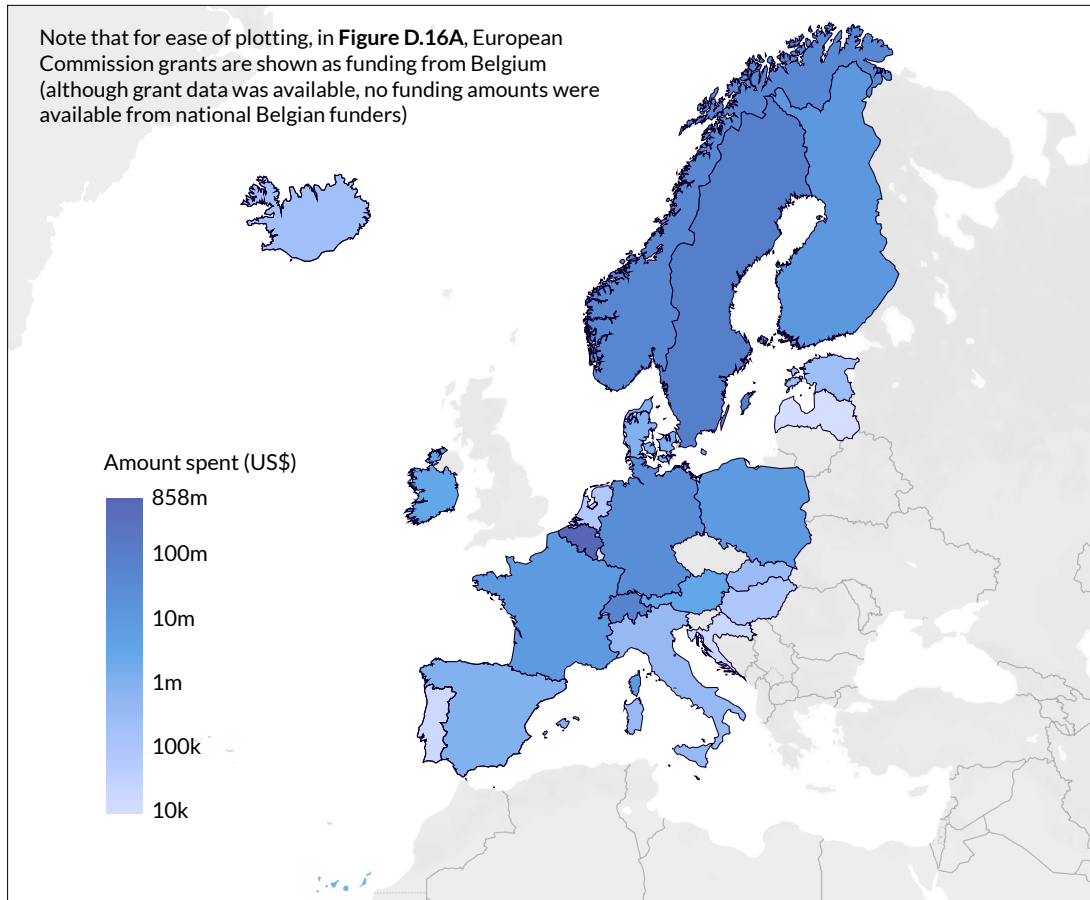 Note that for ease of plotting, in Figure D.16A, European
Commission grants are shown as funding from Belgium
(although grant data was available, no funding amounts were
available from national Belgian funders)
Amount spent (US$)
858m
100m
10m
1m
100k
10k